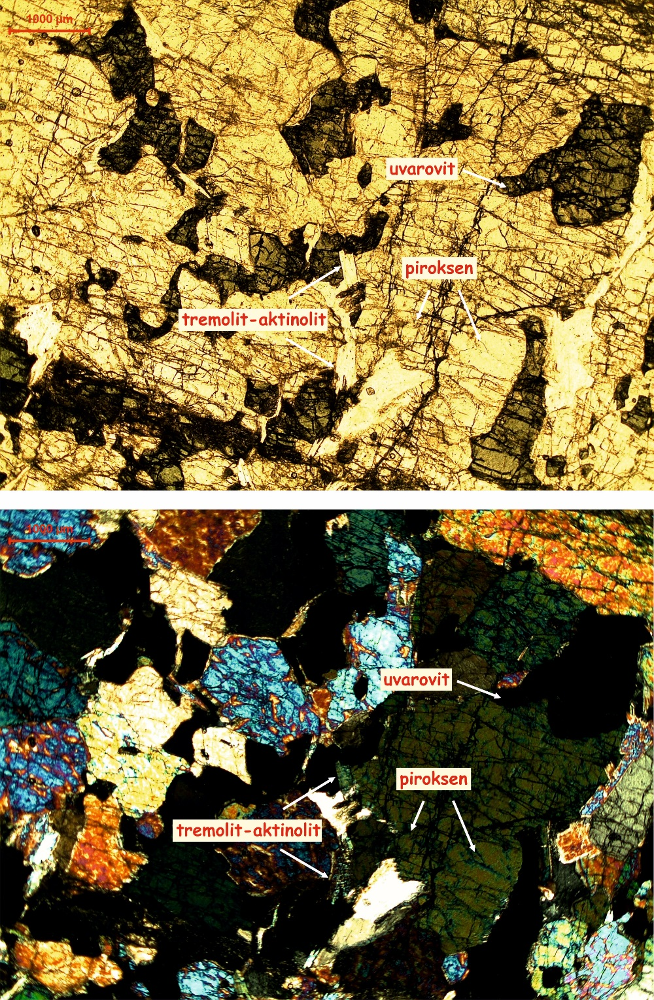 1000 µm
uvarovit
piroksen
tremolit-aktinolit
1000 µm
uvarovit
piroksen
tremolit-aktinolit